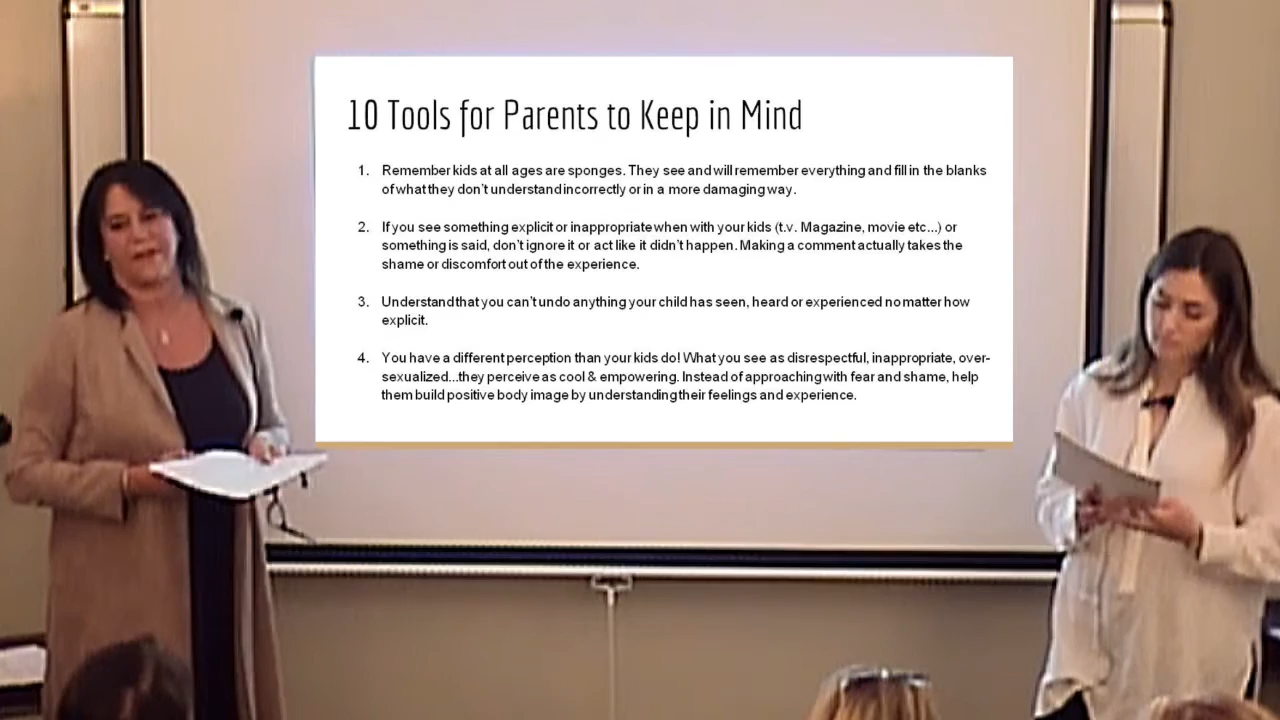 10 Tools for Parents to Keep in Mind
1. Remember kids at all ages are sponges. They see and will remember everything and fill in the blanks
of what they don't understand incorrectly or in a more damaging way.
2. If you see something explicit or inappropriate when with your kids (t.v. Magazine, movie etc...) or
something is said, don't ignore it or act like it didn't happen. Making a comment actually takes the
shame or discomfort out of the experience.
3. Understand that you can't undo anything your child has seen, heard or experienced no matter how
explicit.
4. You have a different perception than your kids do! What you see as disrespectful, inappropriate, over-
sexualized...they perceive as cool & empowering. Instead of approaching with fear and shame, help
them build positive body image by understanding their feelings and experience.